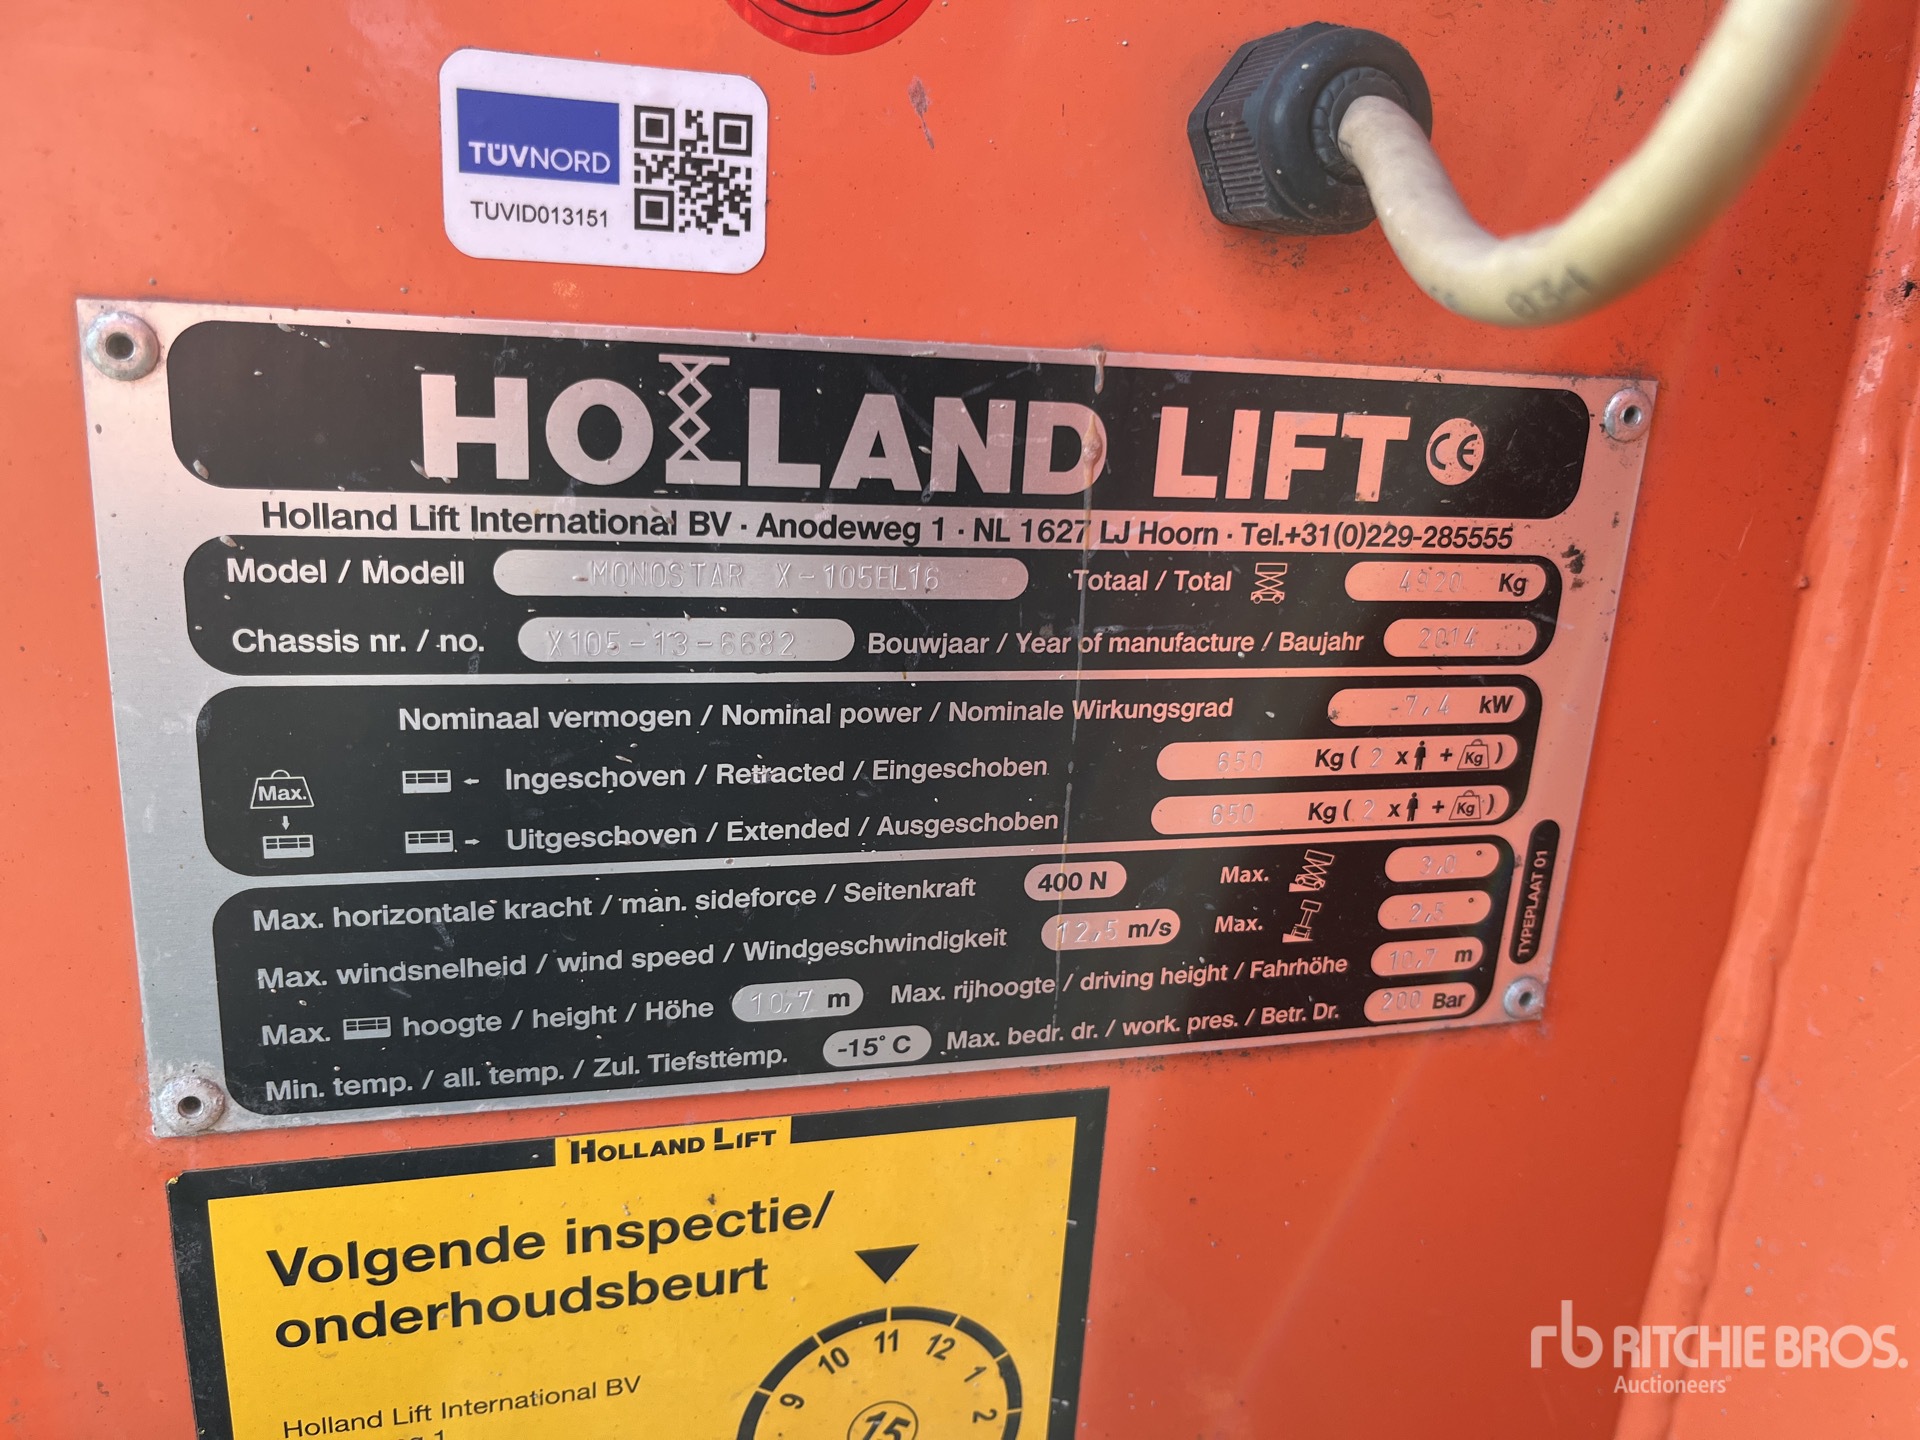 TÜVNORD
TUVID013151
034
HOLLAND LIFT CE
Holland Lift International BV · Anodeweg 1 · NL 1627 LJ Hoorn · Tel.+31(0)229-285555
Model / Modell MONOSTAR X-105EL16 Totaal / Total 4920 Kg
Chassis nr. / no. X105-13-6682 Bouwjaar / Year of manufacture / Baujahr 2014
Nominaal vermogen / Nominal power / Nominale Wirkungsgrad 7,4 kW
Max. Ingeschoven / Retracted / Eingeschoben 650 Kg ( 2 x + Kg )
Uitgeschoven / Extended / Ausgeschoben 650 Kg ( 2 x + Kg )
Max. horizontale kracht / man. sideforce / Seitenkraft 400 N Max. 3,0°
Max. windsnelheid / wind speed / Windgeschwindigkeit 12,5 m/s Max. 2,5°
Max. hoogte / height / Höhe 10,7 m Max. rijhoogte / driving height / Fahrhöhe 10,7 m
Min. temp. / all. temp. / Zul. Tiefsttemp. -15° C Max. bedr. dr. / work. pres. / Betr. Dr. 200 Bar
TYPEPLAAT 01
HOLLAND LIFT
Volgende inspectie/
onderhoudsbeurt
9 10 11 12 1 2
15
Holland Lift International BV
1
rb RITCHIE BROS.
Auctioneers